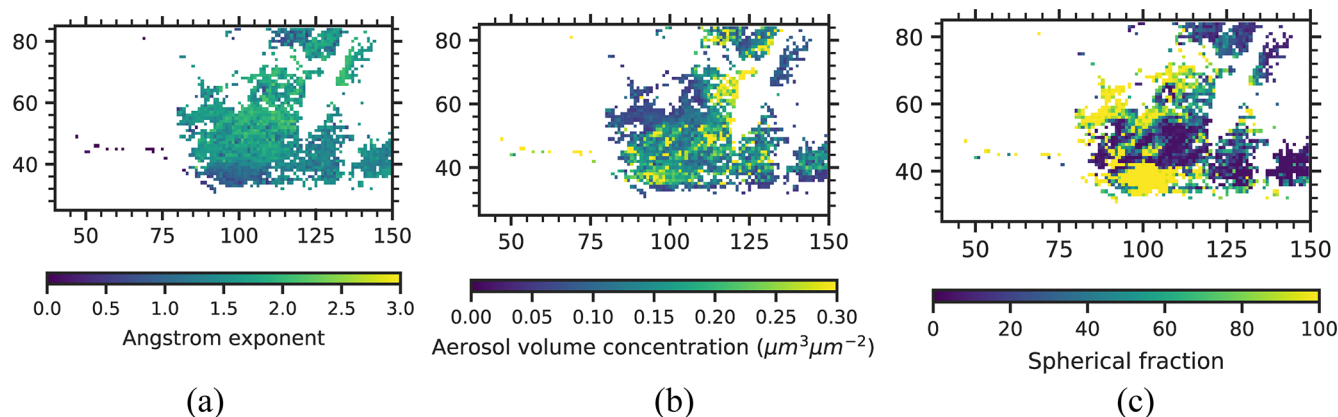 80
60
40
50 75 100 125 150
0.0 0.5 1.0 1.5 2.0 2.5 3.0
Angstrom exponent
(a)
80
60
40
50 75 100 125 150
0.00 0.05 0.10 0.15 0.20 0.25 0.30
Aerosol volume concentration (μm³μm⁻²)
(b)
80
60
40
50 75 100 125 150
0 20 40 60 80 100
Spherical fraction
(c)